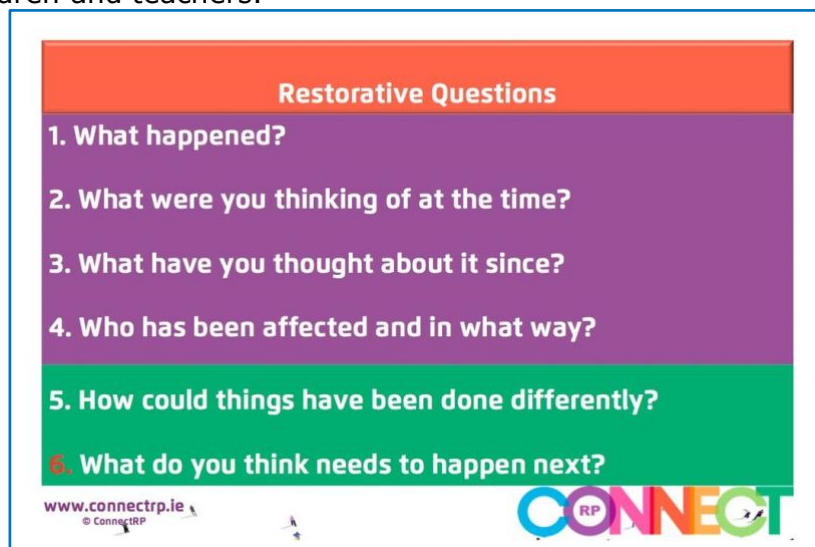 Restorative Questions
1. What happened?
2. What were you thinking of at the time?
3. What have you thought about it since?
4. Who has been affected and in what way?
5. How could things have been done differently?
6. What do you think needs to happen next?
www.connectrp.ie
© ConnectRP
CONNECT
RP